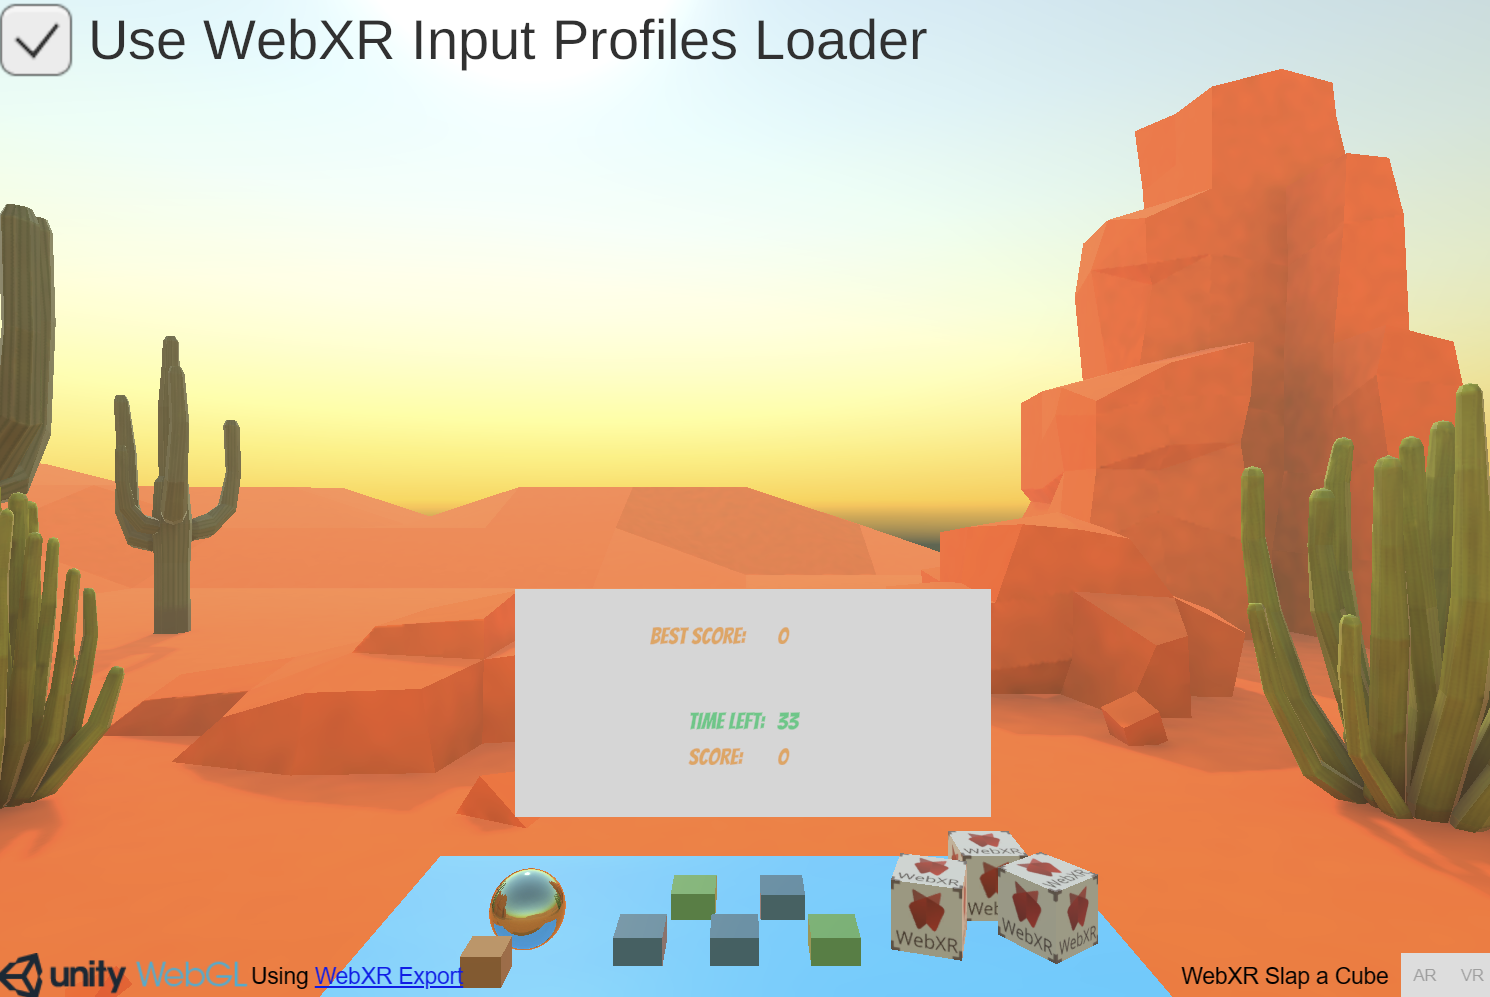 Use WebXR Input Profiles Loader
BEST SCORE: 0
TIME LEFT: 33
SCORE: 0
WebXR
WebXR
WebXR
Web
WebXR
WebXR
WebXR
unity WebGL Using WebXR Export
WebXR Slap a Cube
AR VR